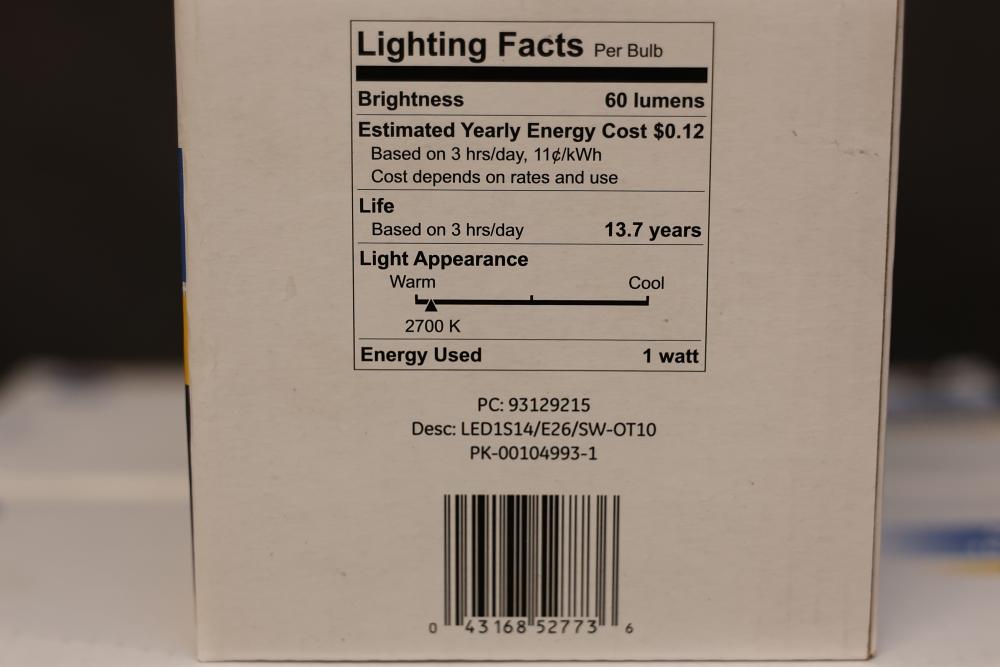 Lighting Facts Per Bulb
Brightness 60 lumens
Estimated Yearly Energy Cost $0.12
Based on 3 hrs/day, 11¢/kWh
Cost depends on rates and use
Life
Based on 3 hrs/day 13.7 years
Light Appearance
Warm Cool
2700 K
Energy Used 1 watt
PC: 93129215
Desc: LED1S14/E26/SW-OT10
PK-00104993-1
0 43168 52773 6